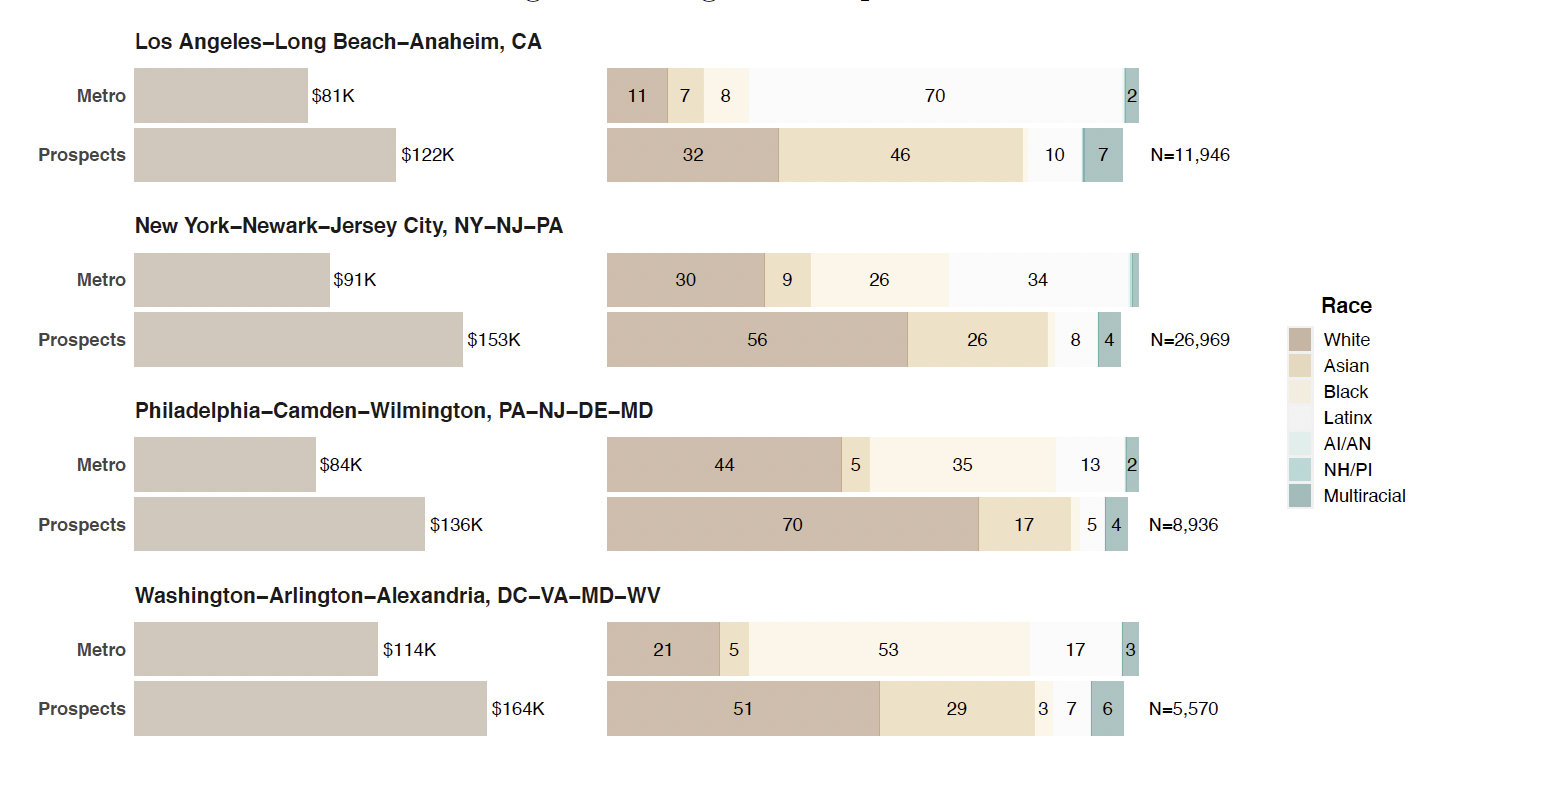 Los Angeles–Long Beach–Anaheim, CA
Metro $81K 11 7 8 70 2
Prospects $122K 32 46 10 7 N=11,946
New York–Newark–Jersey City, NY–NJ–PA
Metro $91K 30 9 26 34
Prospects $153K 56 26 8 4 N=26,969
Philadelphia–Camden–Wilmington, PA–NJ–DE–MD
Metro $84K 44 5 35 13 2
Prospects $136K 70 17 5 4 N=8,936
Washington–Arlington–Alexandria, DC–VA–MD–WV
Metro $114K 21 5 53 17 3
Prospects $164K 51 29 3 7 6 N=5,570
Race
White
Asian
Black
Latinx
AI/AN
NH/PI
Multiracial